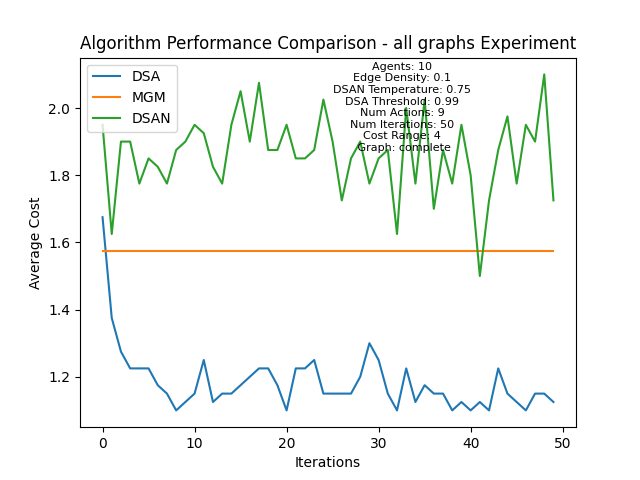 Algorithm Performance Comparison - all graphs Experiment
DSA
MGM
DSAN
Agents: 10
Edge Density: 0.1
DSAN Temperature: 0.75
DSA Threshold: 0.99
Num Actions: 9
Num Iterations: 50
Cost Range: 4
Graph: complete
Average Cost
2.0
1.8
1.6
1.4
1.2
0 10 20 30 40 50
Iterations